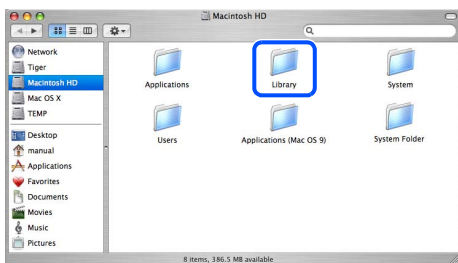 Macintosh HD
Network
Tiger
Macintosh HD
Mac OS X
TEMP
Desktop
manual
Applications
Favorites
Documents
Movies
Music
Pictures
Applications
Library
System
Users
Applications (Mac OS 9)
System Folder
8 items, 386.5 MB available